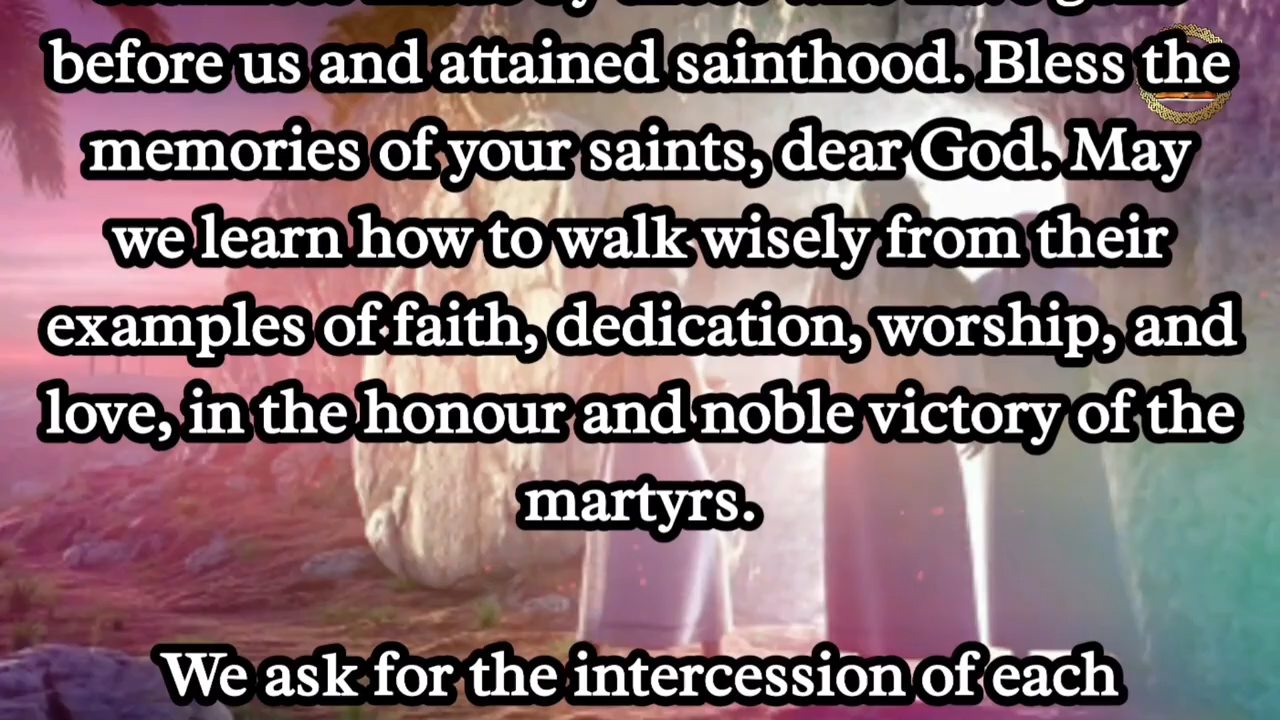 before us and attained sainthood. Bless the
memories of your saints, dear God. May
we learn how to walk wisely from their
examples of faith, dedication, worship, and
love, in the honour and noble victory of the
martyrs.
We ask for the intercession of each